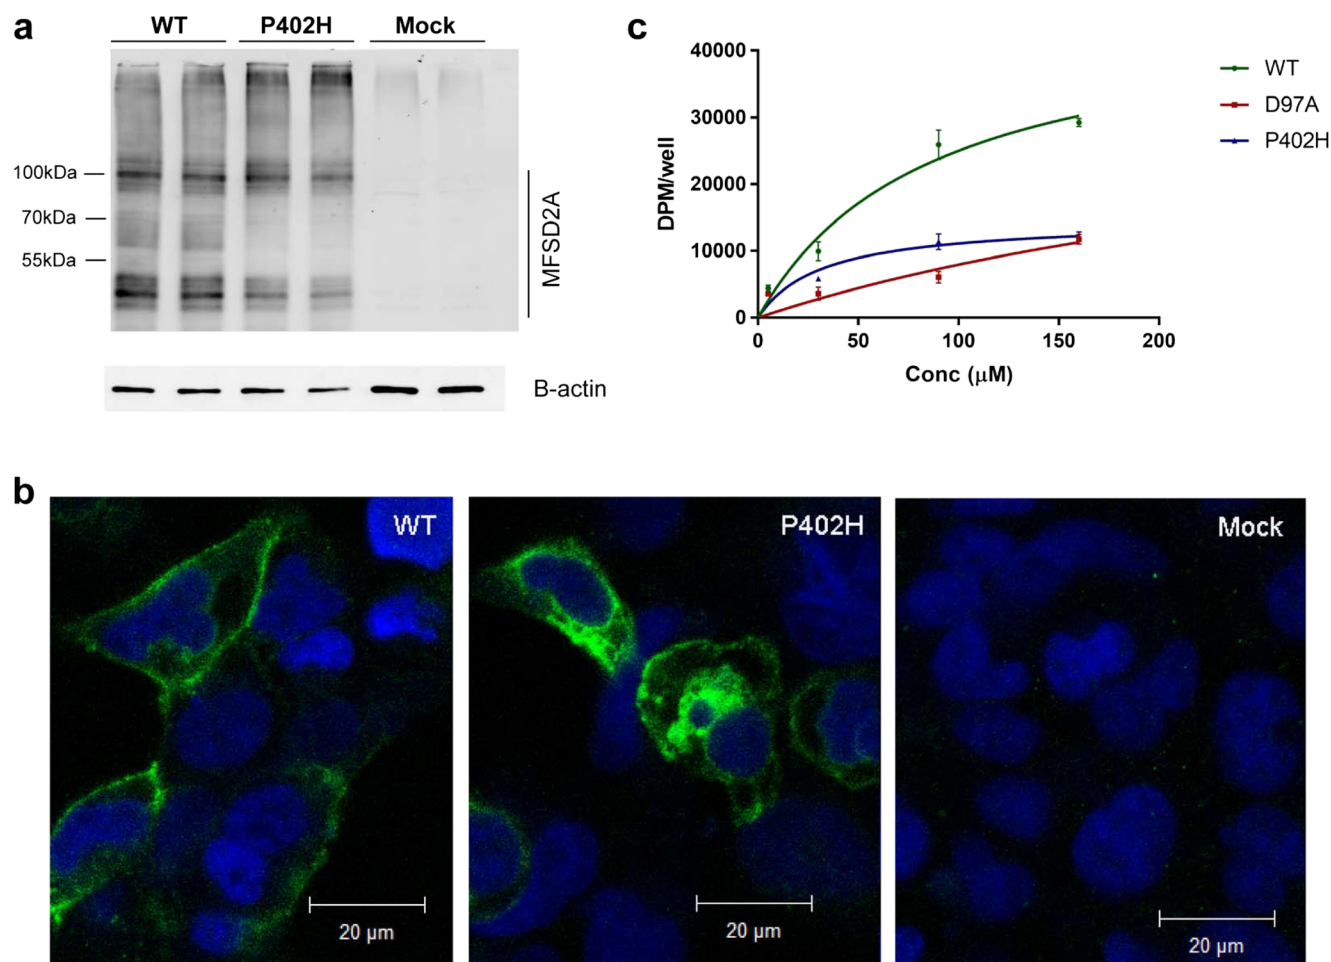 a
WT P402H Mock
100kDa
70kDa
55kDa
MFSD2A
B-actin
c
40000
30000
20000
10000
0
DPM/well
0 50 100 150 200
Conc (µM)
WT
D97A
P402H
b
WT
20 µm
P402H
20 µm
Mock
20 µm